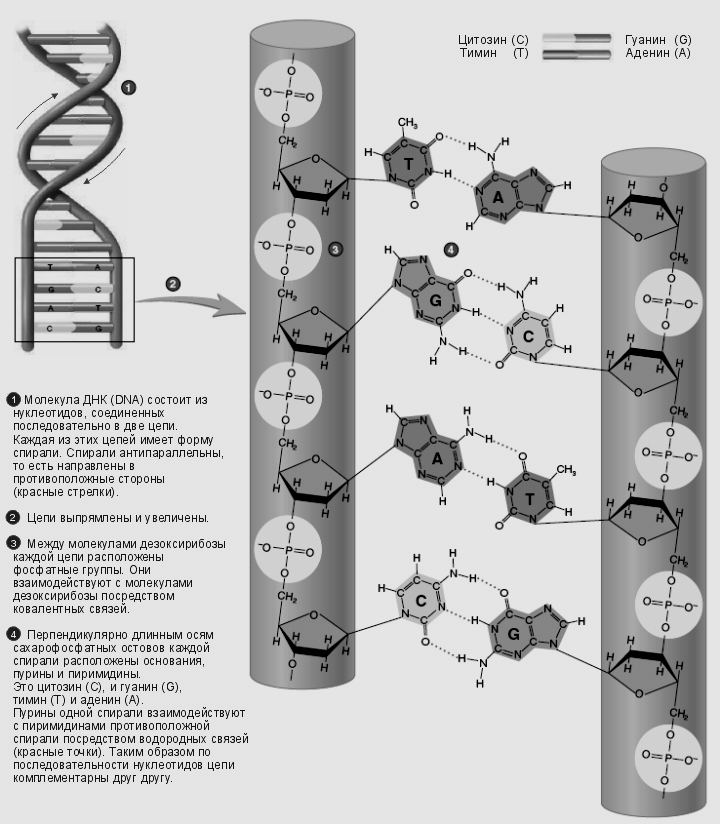 Цитозин (C) Гуанин (G)
Тимин (T) Аденин (A)
1
2
3
4
T A
G C
A T
C G
T
A
G
C
A
T
C
G
1 Молекула ДНК (DNA) состоит из
нуклеотидов, соединенных
последовательно в две цепи.
Каждая из этих цепей имеет форму
спирали. Спирали антипараллельны,
то есть направлены в
противоположные стороны
(красные стрелки).
2 Цепи выпрямлены и увеличены.
3 Между молекулами дезоксирибозы
каждой цепи расположены
фосфатные группы. Они
взаимодействуют с молекулами
дезоксирибозы посредством
ковалентных связей.
4 Перпендикулярно длинным осям
сахарофосфатных остовов каждой
спирали расположены основания,
пурины и пиримидины.
Это цитозин (C), и гуанин (G),
тимин (T) и аденин (A).
Пурины одной спирали взаимодействуют
с пиримидинами противоположной
спирали посредством водородных связей
(красные точки). Таким образом по
последовательности нуклеотидов цепи
комплементарны друг другу.